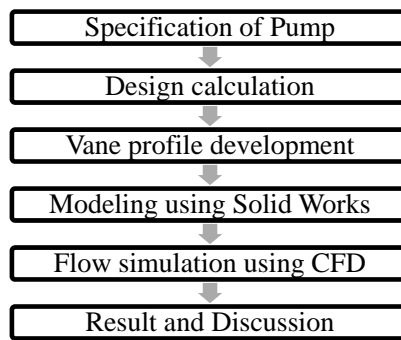 Specification of Pump
Design calculation
Vane profile development
Modeling using Solid Works
Flow simulation using CFD
Result and Discussion